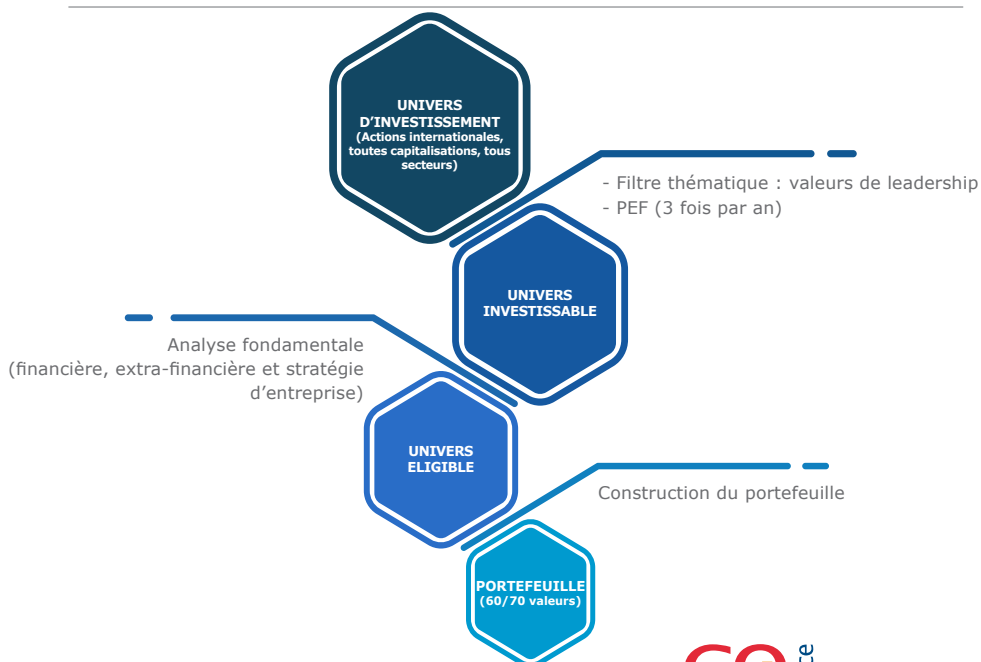 UNIVERS
D'INVESTISSEMENT
(Actions internationales,
toutes capitalisations, tous
secteurs)
- Filtre thématique : valeurs de leadership
- PEF (3 fois par an)
UNIVERS
INVESTISSABLE
Analyse fondamentale
(financière, extra-financière et stratégie
d'entreprise)
UNIVERS
ELIGIBLE
Construction du portefeuille
PORTEFEUILLE
(60/70 valeurs)